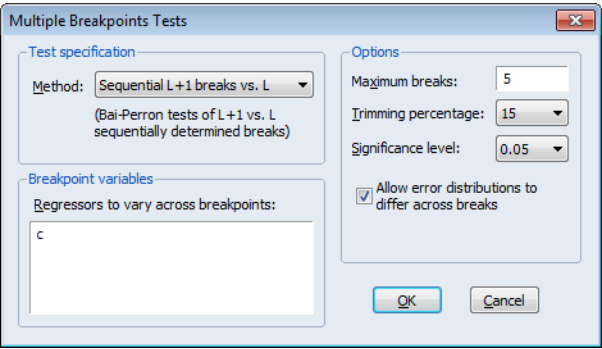 Multiple Breakpoints Tests
Test specification
Method: Sequential L+1 breaks vs. L
(Bai-Perron tests of L+1 vs. L
sequentially determined breaks)
Breakpoint variables
Regressors to vary across breakpoints:
c
Options
Maximum breaks: 5
Trimming percentage: 15
Significance level: 0.05
Allow error distributions to
differ across breaks
OK Cancel